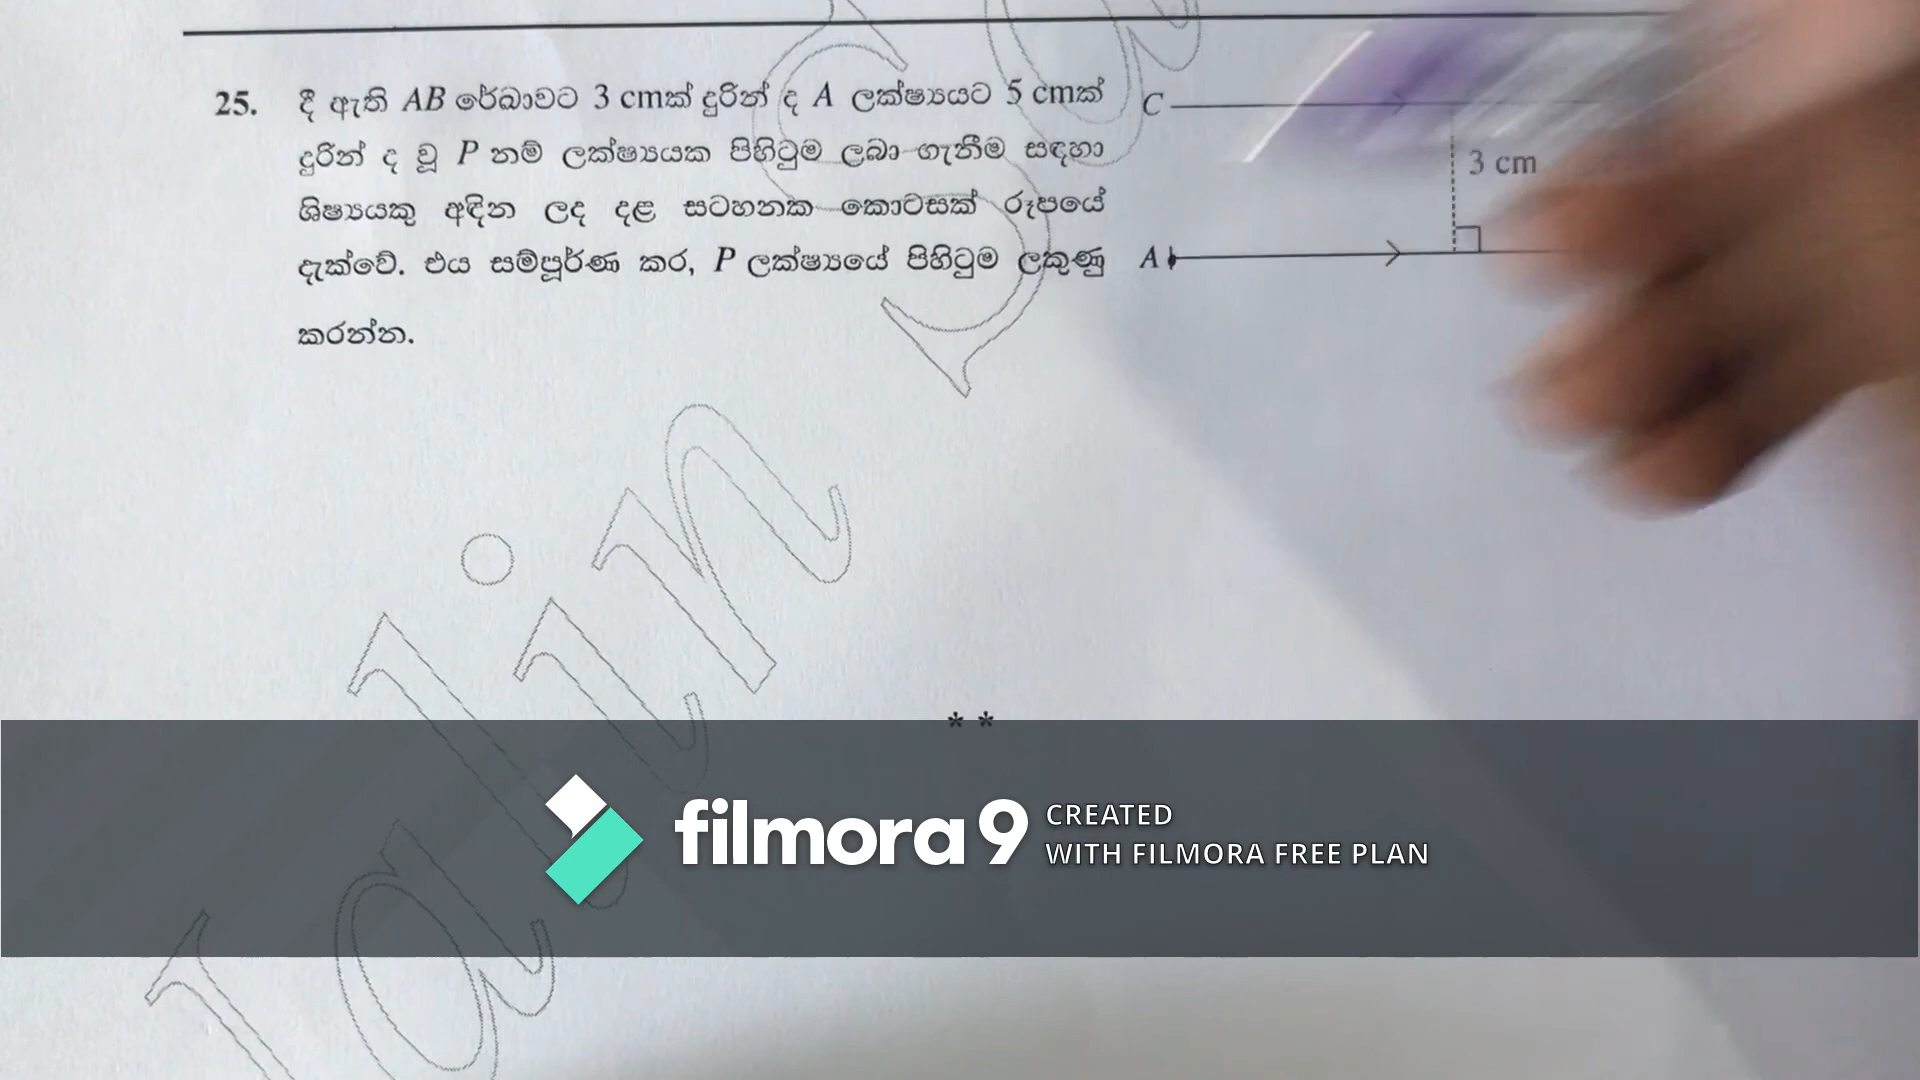 25. දී ඇති AB රේඛාවට 3 cmක් දුරින් ද A ලක්ෂ්‍යයට 5 cmක්
දුරින් ද වූ P නම් ලක්ෂ්‍යයක පිහිටුම ලබා ගැනීම සඳහා
ශිෂ්‍යයකු අඳින ලද දළ සටහනක කොටසක් රූපයේ
දැක්වේ. එය සම්පූර්ණ කර, P ලක්ෂ්‍යයේ පිහිටුම ලකුණු
කරන්න.
C
3 cm
A
* *
filmora 9 CREATED
WITH FILMORA FREE PLAN